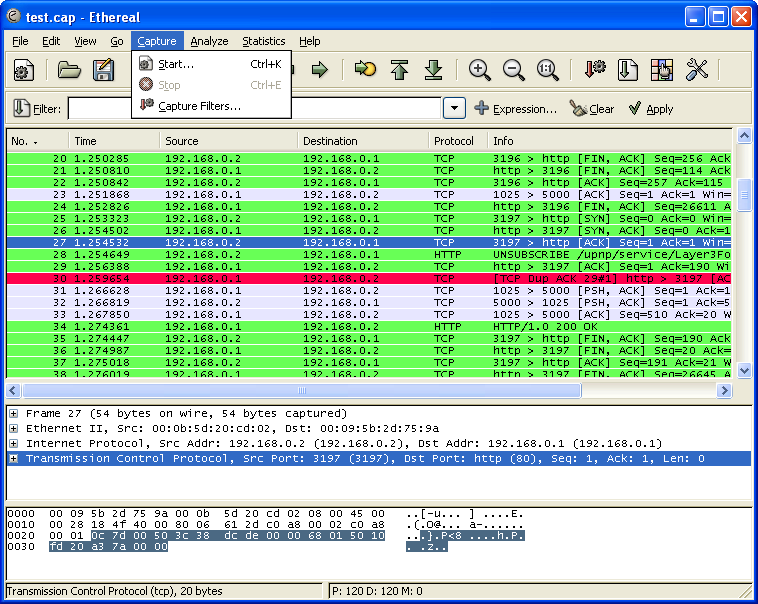 test.cap - Ethereal
File Edit View Go Capture Analyze Statistics Help
Start... Ctrl+K
Stop Ctrl+E
Capture Filters...
Filter: Expression... Clear Apply
No. Time Source Destination Protocol Info
20 1.250285 192.168.0.2 192.168.0.1 TCP 3196 > http [FIN, ACK] Seq=256 Ack
21 1.250810 192.168.0.1 192.168.0.2 TCP http > 3196 [FIN, ACK] Seq=114 Ack
22 1.250842 192.168.0.2 192.168.0.1 TCP 3196 > http [ACK] Seq=257 Ack=115
23 1.251868 192.168.0.2 192.168.0.1 TCP 1025 > 5000 [ACK] Seq=1 Ack=1 Win=
24 1.252826 192.168.0.1 192.168.0.2 TCP http > 3196 [FIN, ACK] Seq=26611 A
25 1.253323 192.168.0.2 192.168.0.1 TCP 3197 > http [SYN] Seq=0 Ack=0 Win=
26 1.254502 192.168.0.1 192.168.0.2 TCP http > 3197 [SYN, ACK] Seq=0 Ack=1
27 1.254532 192.168.0.2 192.168.0.1 TCP 3197 > http [ACK] Seq=1 Ack=1 Win=
28 1.254649 192.168.0.2 192.168.0.1 HTTP UNSUBSCRIBE /upnp/service/Layer3Fo
29 1.256388 192.168.0.1 192.168.0.2 TCP http > 3197 [ACK] Seq=1 Ack=190 Wi
30 1.259654 192.168.0.1 192.168.0.2 TCP [TCP Dup ACK 29#1] http > 3197 [AC
31 1.266628 192.168.0.1 192.168.0.2 TCP 1025 > 5000 [PSH, ACK] Seq=1 Ack=1
32 1.266819 192.168.0.2 192.168.0.1 TCP 5000 > 1025 [PSH, ACK] Seq=1 Ack=5
33 1.267850 192.168.0.1 192.168.0.2 TCP 1025 > 5000 [ACK] Seq=510 Ack=20 W
34 1.274361 192.168.0.1 192.168.0.2 HTTP HTTP/1.0 200 OK
35 1.274447 192.168.0.2 192.168.0.1 TCP 3197 > http [FIN, ACK] Seq=190 Ack
36 1.274987 192.168.0.1 192.168.0.2 TCP http > 3197 [FIN, ACK] Seq=20 Ack=
37 1.275018 192.168.0.2 192.168.0.1 TCP 3197 > http [ACK] Seq=191 Ack=21 W
38 1.276019 192.168.0.1 192.168.0.2 TCP http > 3197 [FIN, ACK] Seq=26645 A
Frame 27 (54 bytes on wire, 54 bytes captured)
Ethernet II, Src: 00:0b:5d:20:cd:02, Dst: 00:09:5b:2d:75:9a
Internet Protocol, Src Addr: 192.168.0.2 (192.168.0.2), Dst Addr: 192.168.0.1 (192.168.0.1)
Transmission Control Protocol, Src Port: 3197 (3197), Dst Port: http (80), Seq: 1, Ack: 1, Len: 0
0000 00 09 5b 2d 75 9a 00 0b 5d 20 cd 02 08 00 45 00 ..[-u... ] ....E.
0010 00 28 18 4f 40 00 80 06 61 2d c0 a8 00 02 c0 a8 .(.O@... a-......
0020 00 01 0c 7d 00 50 3c 38 dc de 00 00 68 01 50 10 ...}.P<8 ....h.P.
0030 fd 20 a3 7a 00 00 . .z..
Transmission Control Protocol (tcp), 20 bytes P: 120 D: 120 M: 0